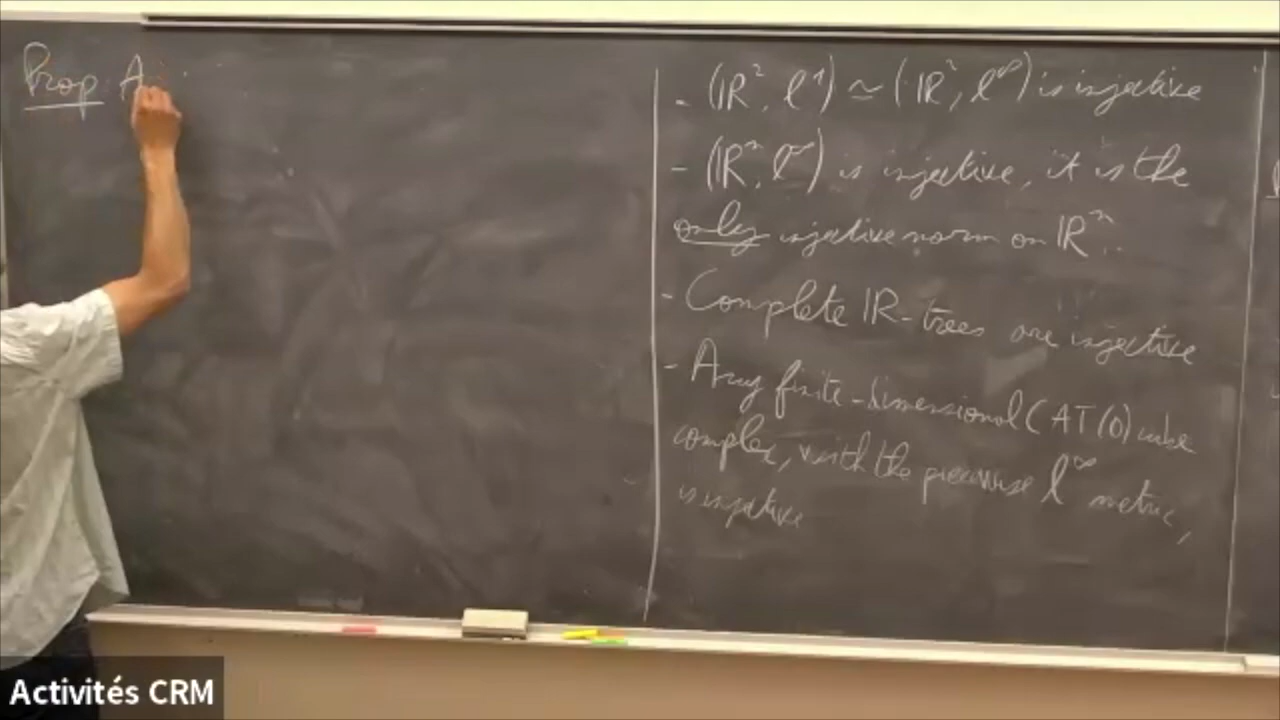 Prop A
- (ℝ², ℓ¹) ≃ (ℝ², ℓ^∞) is injective
- (ℝⁿ, ℓ^∞) is injective, it is the
only injective norm on ℝⁿ.
- Complete ℝ-trees are injective
- Any finite-dimensional CAT(0) cube
complex, with the piecewise ℓ^∞ metric,
is injective
Activités CRM